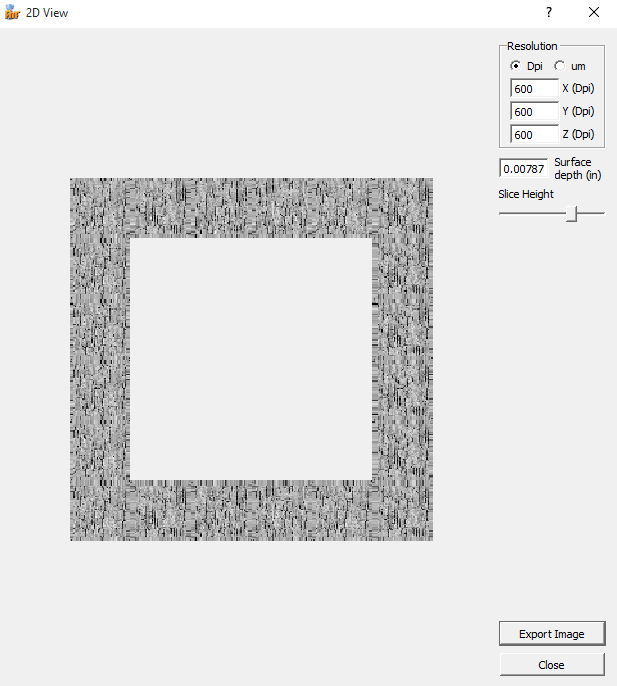 2D View
?
Resolution
Dpi
um
600 X (Dpi)
600 Y (Dpi)
600 Z (Dpi)
0.00787 Surface
depth (in)
Slice Height
Export Image
Close